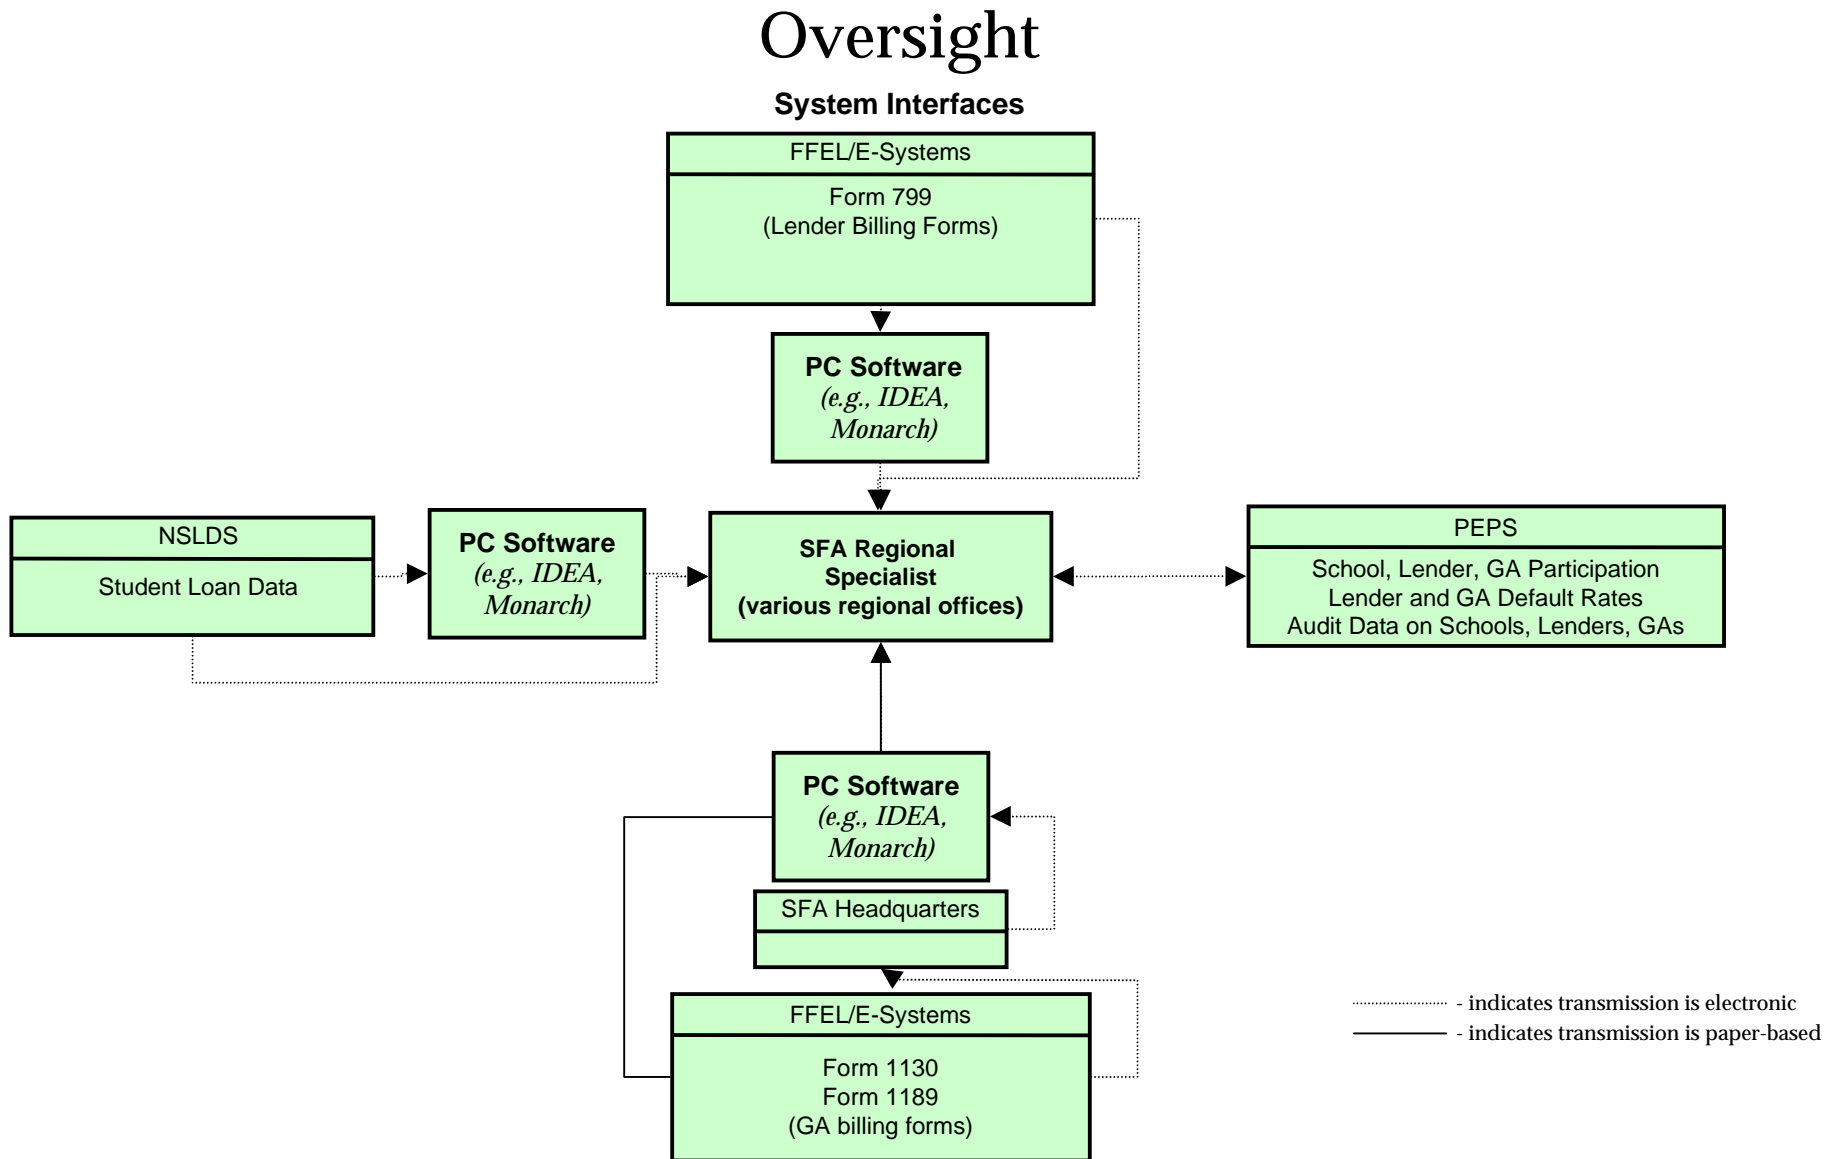 Oversight
System Interfaces
FFEL/E-Systems
Form 799
(Lender Billing Forms)
PC Software
(e.g., IDEA,
Monarch)
NSLDS
Student Loan Data
PC Software
(e.g., IDEA,
Monarch)
SFA Regional
Specialist
(various regional offices)
PEPS
School, Lender, GA Participation
Lender and GA Default Rates
Audit Data on Schools, Lenders, GAs
PC Software
(e.g., IDEA,
Monarch)
SFA Headquarters
FFEL/E-Systems
Form 1130
Form 1189
(GA billing forms)
- indicates transmission is electronic
- indicates transmission is paper-based